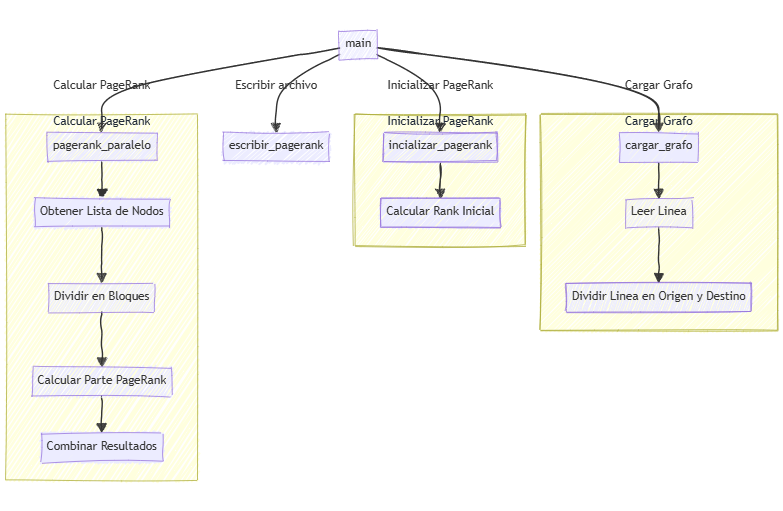 main
Calcular PageRank
Escribir archivo
Inicializar PageRank
Cargar Grafo
Calcular PageRank
Inicializar PageRank
Cargar Grafo
pagerank_paralelo
escribir_pagerank
incializar_pagerank
cargar_grafo
Obtener Lista de Nodos
Calcular Rank Inicial
Leer Linea
Dividir en Bloques
Dividir Linea en Origen y Destino
Calcular Parte PageRank
Combinar Resultados